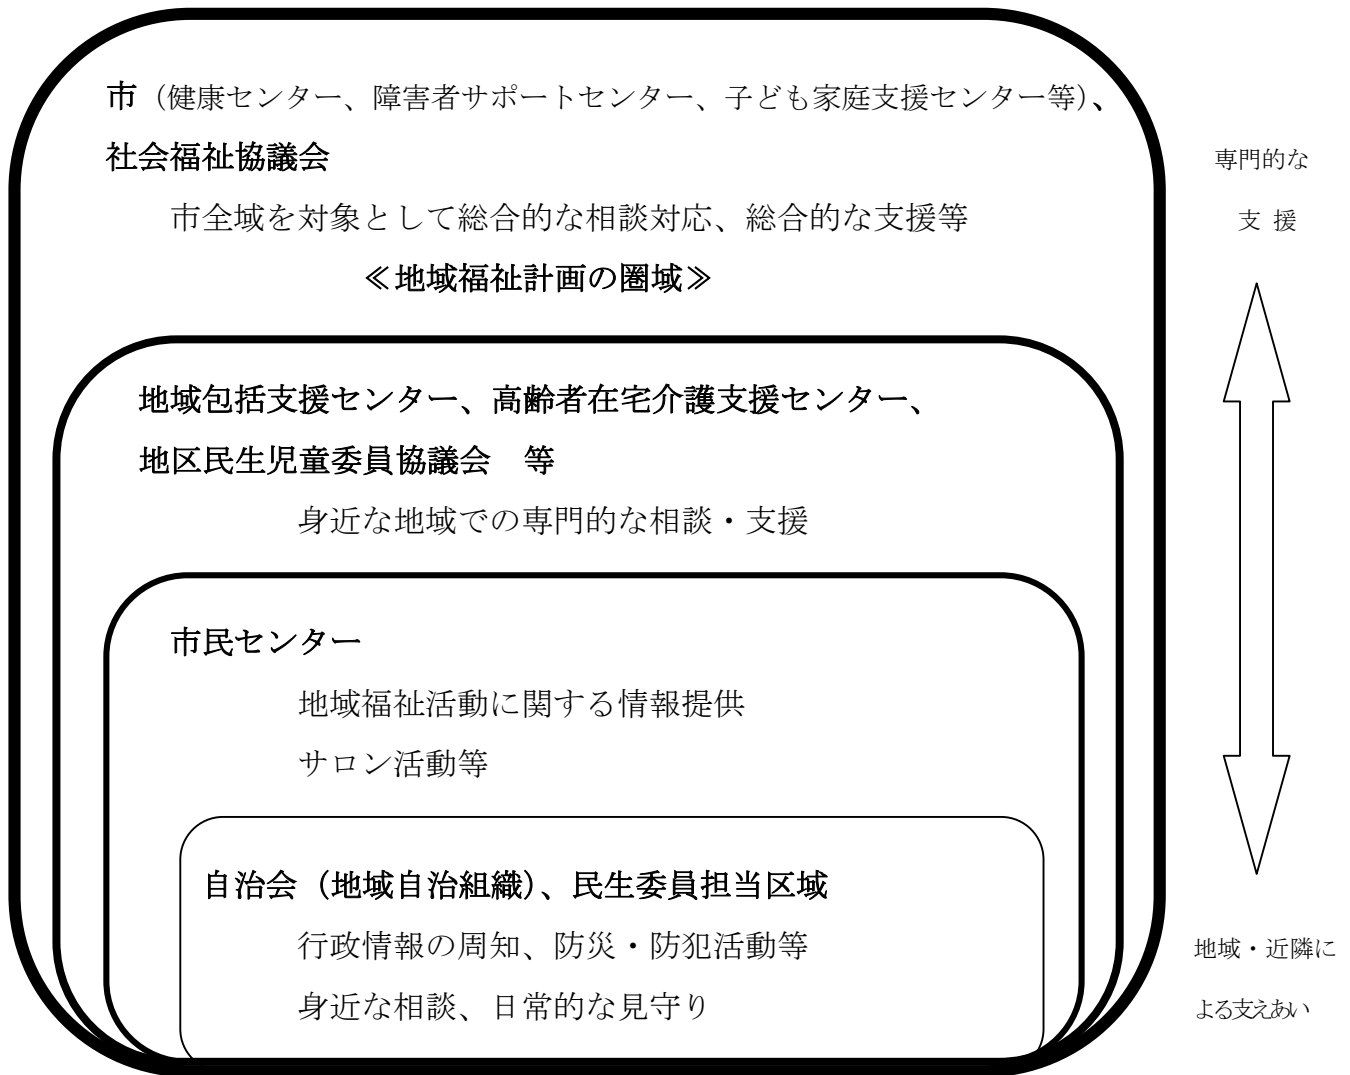 市（健康センター、障害者サポートセンター、子ども家庭支援センター等）、
社会福祉協議会
市全域を対象として総合的な相談対応、総合的な支援等
≪地域福祉計画の圏域≫
地域包括支援センター、高齢者在宅介護支援センター、
地区民生児童委員協議会　等
身近な地域での専門的な相談・支援
市民センター
地域福祉活動に関する情報提供
サロン活動等
自治会（地域自治組織）、民生委員担当区域
行政情報の周知、防災・防犯活動等
身近な相談、日常的な見守り
専門的な
支 援
地域・近隣に
よる支えあい